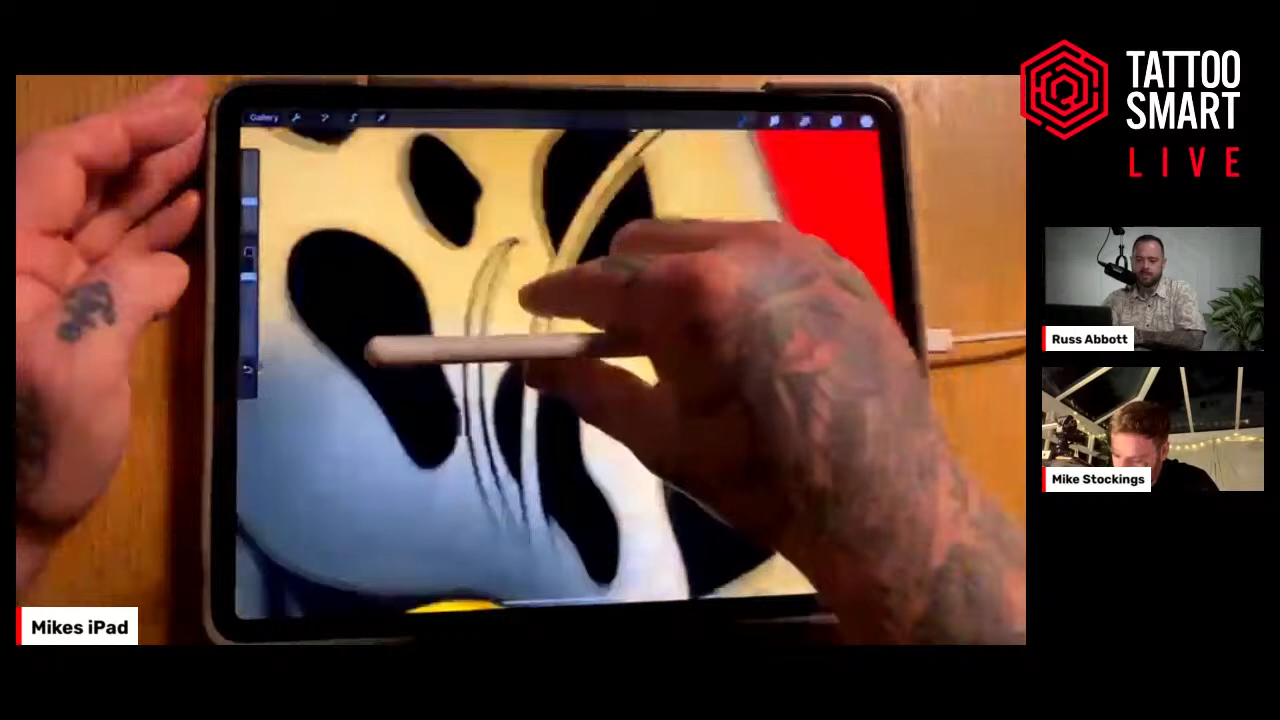 TATTOO
SMART
LIVE
Gallery
Russ Abbott
Mike Stockings
Mikes iPad